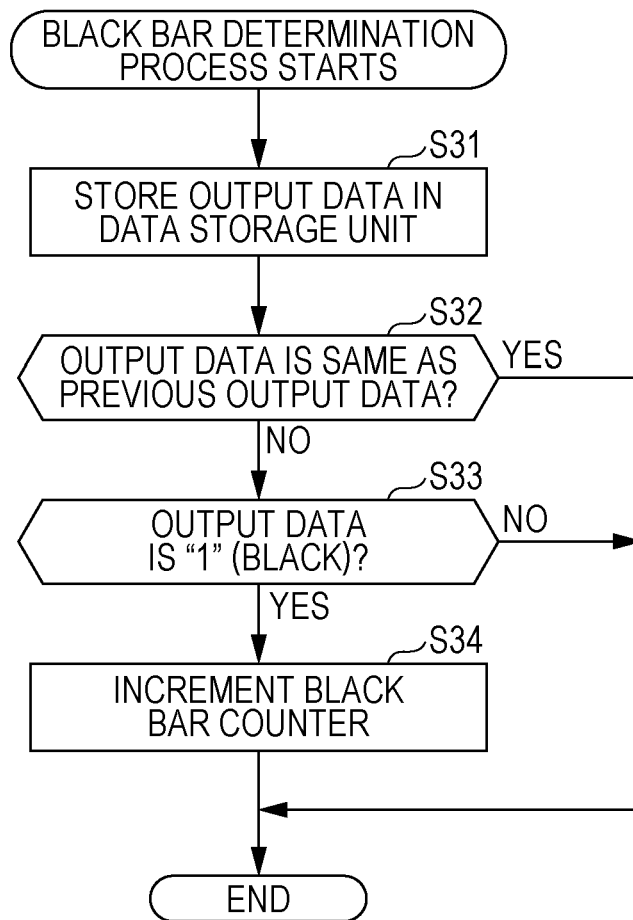 BLACK BAR DETERMINATION
PROCESS STARTS
S31
STORE OUTPUT DATA IN
DATA STORAGE UNIT
S32
OUTPUT DATA IS SAME AS
PREVIOUS OUTPUT DATA?
YES
NO
S33
OUTPUT DATA
IS “1” (BLACK)?
NO
YES
S34
INCREMENT BLACK
BAR COUNTER
END